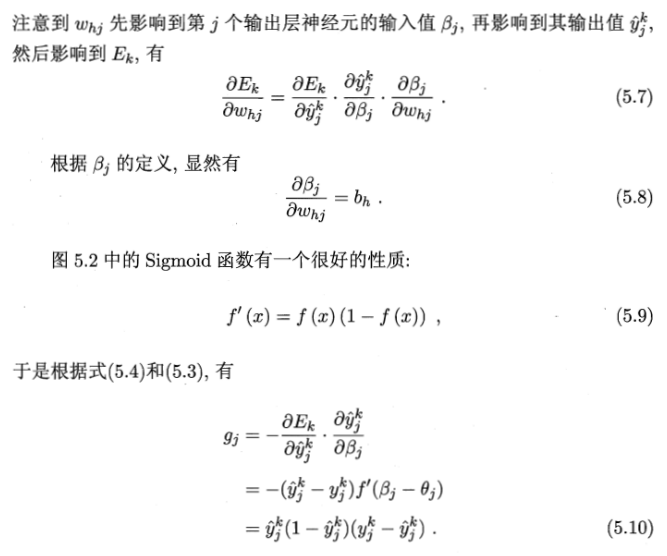 注意到 $w_{hj}$ 先影响到第 $j$ 个输出层神经元的输入值 $\beta_j$, 再影响到其输出值 $\hat{y}_j^k$,
然后影响到 $E_k$, 有
$\frac{\partial E_k}{\partial w_{hj}} = \frac{\partial E_k}{\partial \hat{y}_j^k} \cdot \frac{\partial \hat{y}_j^k}{\partial \beta_j} \cdot \frac{\partial \beta_j}{\partial w_{hj}}$ . (5.7)
根据 $\beta_j$ 的定义, 显然有
$\frac{\partial \beta_j}{\partial w_{hj}} = b_h$ . (5.8)
图 5.2 中的 Sigmoid 函数有一个很好的性质:
$f'(x) = f(x)(1 - f(x))$ , (5.9)
于是根据式(5.4)和(5.3), 有
$g_j = -\frac{\partial E_k}{\partial \hat{y}_j^k} \cdot \frac{\partial \hat{y}_j^k}{\partial \beta_j}$
$= -(\hat{y}_j^k - y_j^k) f'(\beta_j - \theta_j)$
$= \hat{y}_j^k (1 - \hat{y}_j^k)(y_j^k - \hat{y}_j^k)$ . (5.10)